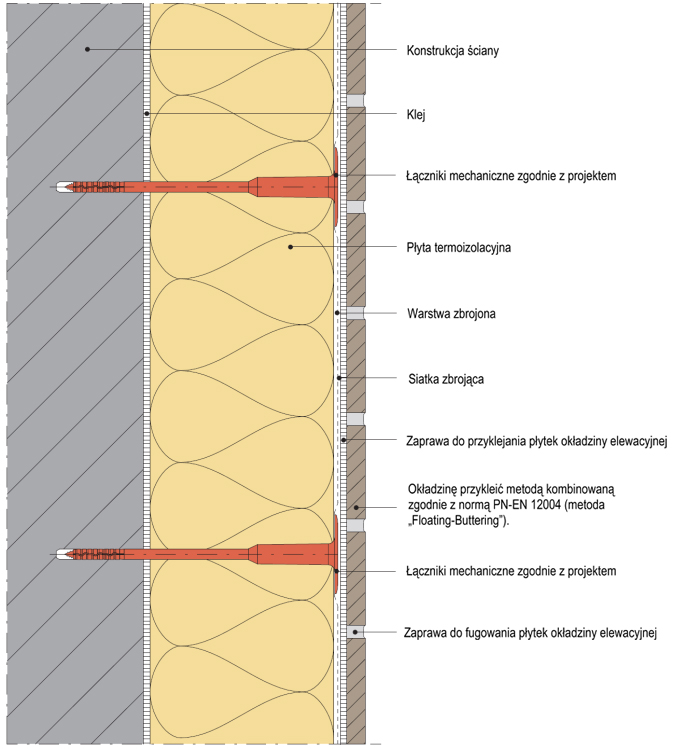 Konstrukcja ściany
Klej
Łączniki mechaniczne zgodnie z projektem
Płyta termoizolacyjna
Warstwa zbrojona
Siatka zbrojąca
Zaprawa do przyklejania płytek okładziny elewacyjnej
Okładzinę przykleić metodą kombinowaną
zgodnie z normą PN-EN 12004 (metoda
„Floating-Buttering”).
Łączniki mechaniczne zgodnie z projektem
Zaprawa do fugowania płytek okładziny elewacyjnej